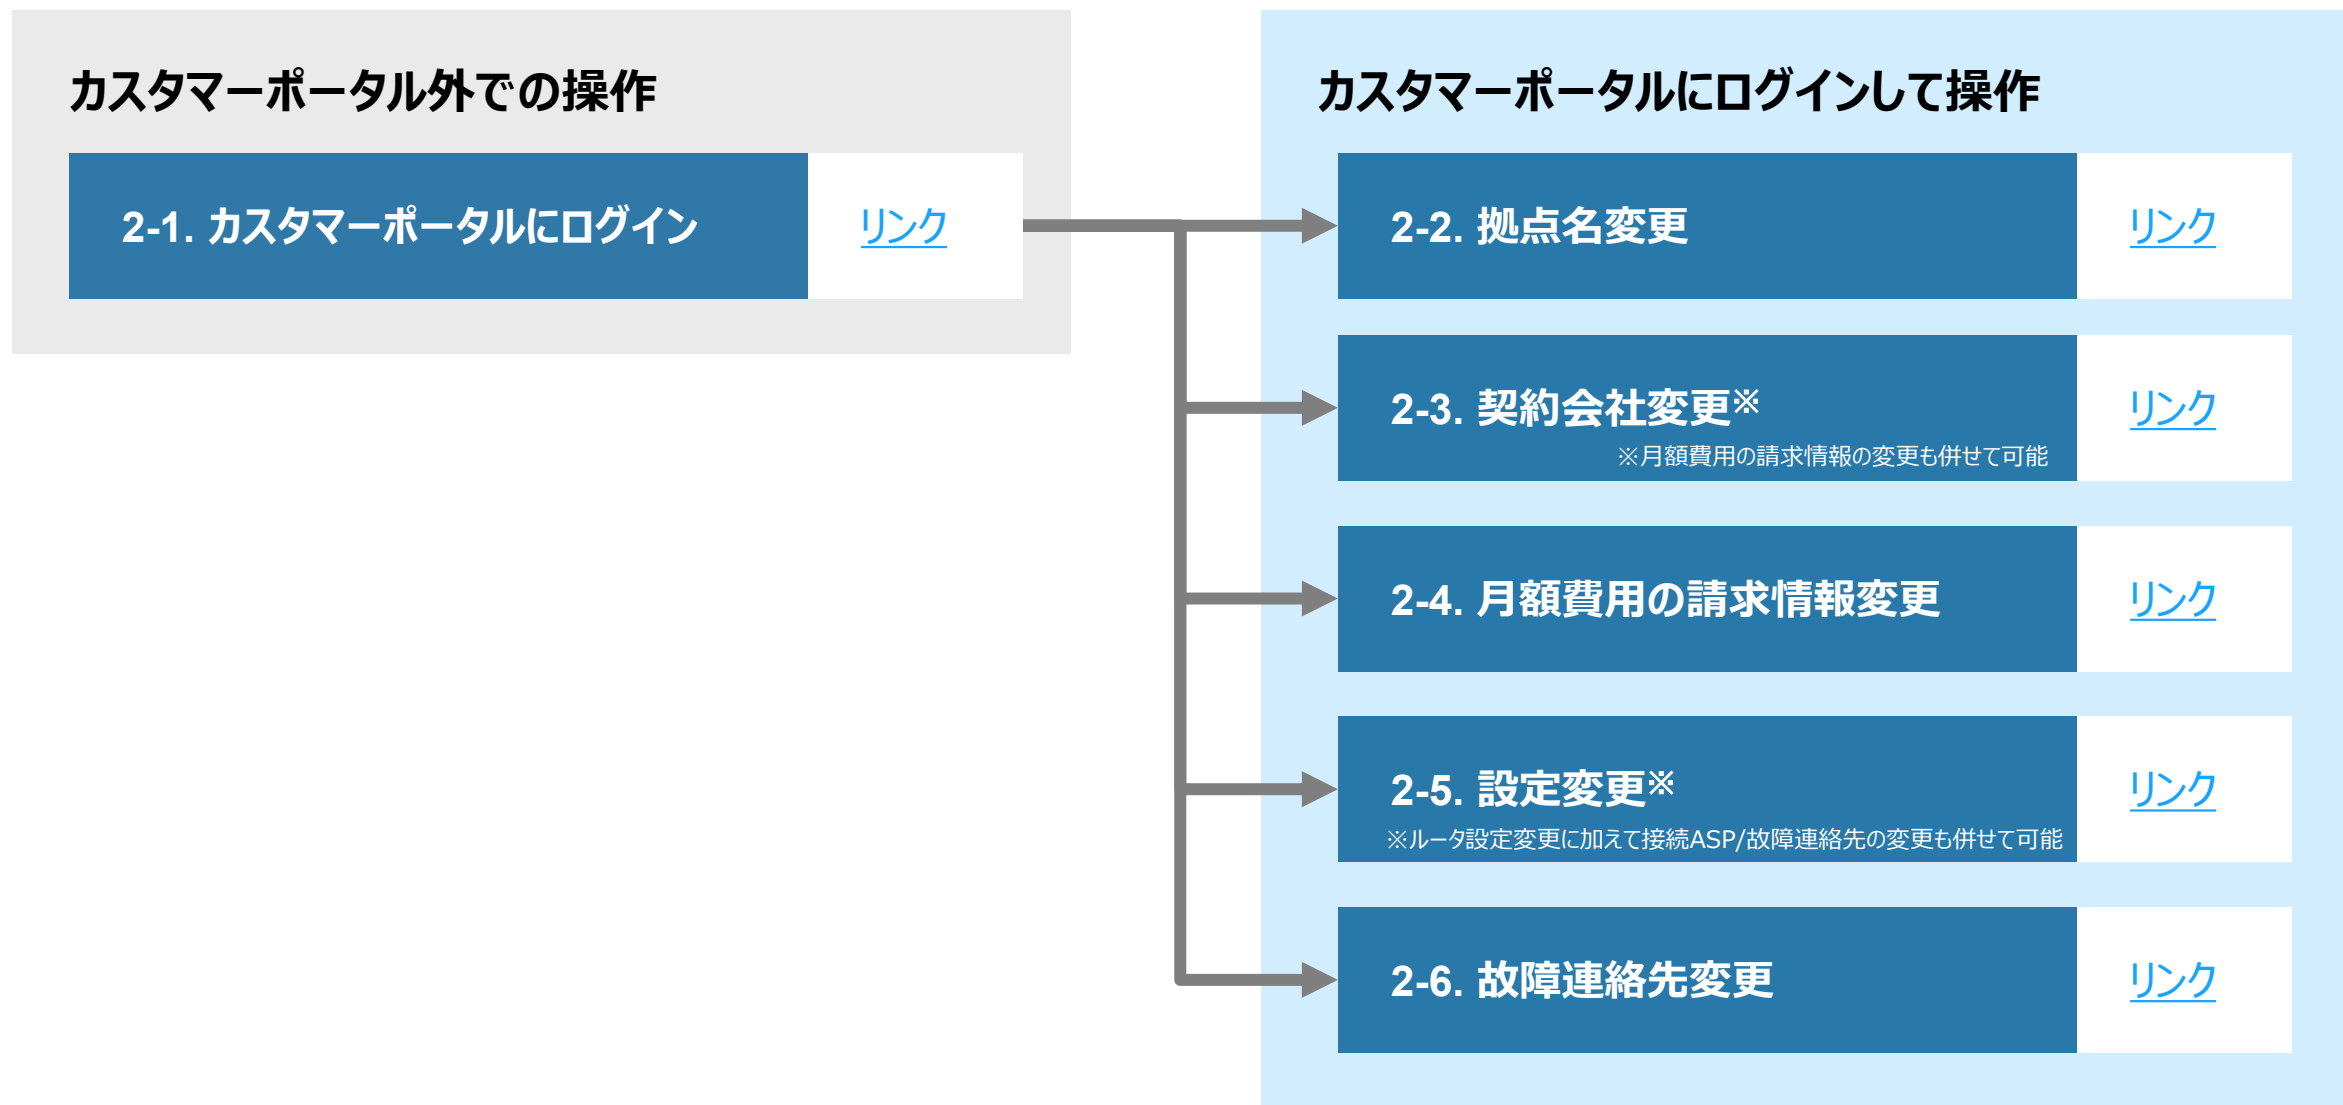 カスタマーポータル外での操作
2-1. カスタマーポータルにログイン
リンク
カスタマーポータルにログインして操作
2-2. 拠点名変更
リンク
2-3. 契約会社変更※
※月額費用の請求情報の変更も併せて可能
リンク
2-4. 月額費用の請求情報変更
リンク
2-5. 設定変更※
※ルータ設定変更に加えて接続ASP/故障連絡先の変更も併せて可能
リンク
2-6. 故障連絡先変更
リンク